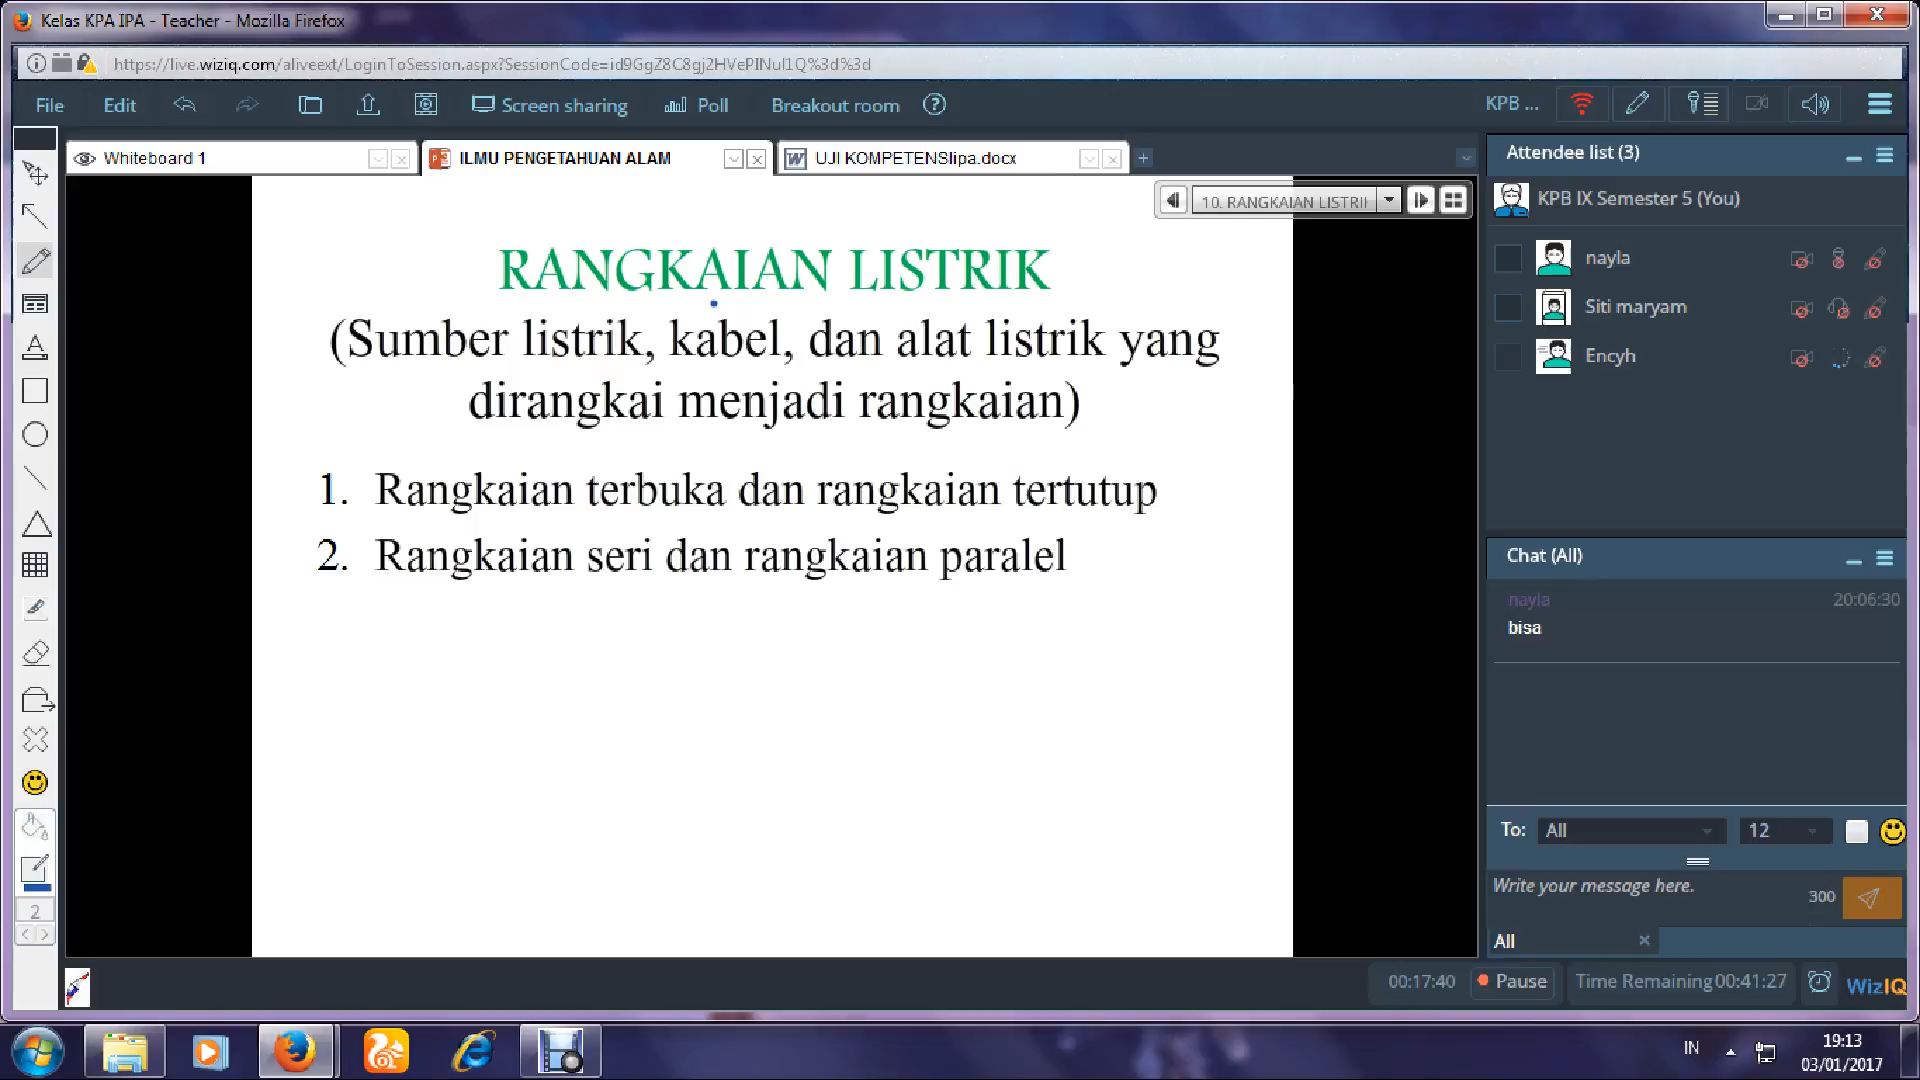 Kelas KPA IPA - Teacher - Mozilla Firefox
https://live.wiziq.com/aliveext/LoginToSession.aspx?SessionCode=id9GgZ8C8gj2HVePINul1Q%3d%3d
File Edit Screen sharing Poll Breakout room KPB ...
Whiteboard 1
ILMU PENGETAHUAN ALAM
UJI KOMPETENSIipa.docx
10. RANGKAIAN LISTRI
RANGKAIAN LISTRIK
(Sumber listrik, kabel, dan alat listrik yang
dirangkai menjadi rangkaian)
1. Rangkaian terbuka dan rangkaian tertutup
2. Rangkaian seri dan rangkaian paralel
2
Attendee list (3)
KPB IX Semester 5 (You)
nayla
Siti maryam
Encyh
Chat (All)
nayla 20:06:30
bisa
To: All 12
Write your message here. 300
All
00:17:40 Pause Time Remaining 00:41:27 WizIQ
IN 19:13
03/01/2017